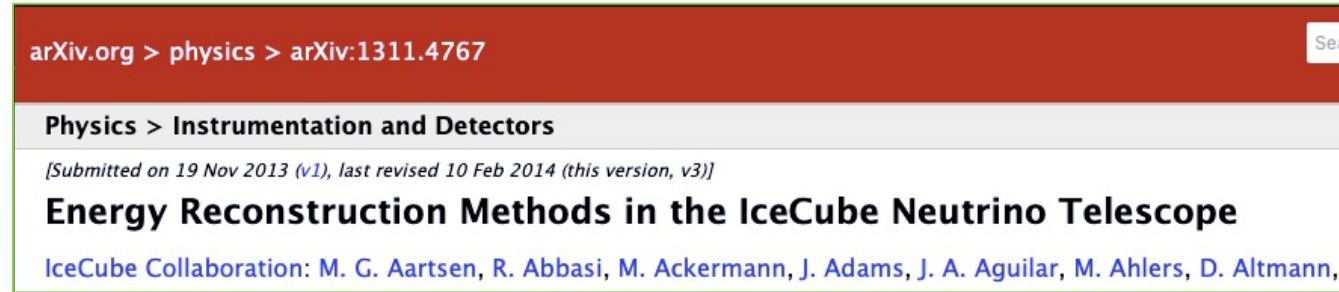 arXiv.org > physics > arXiv:1311.4767
Physics > Instrumentation and Detectors
[Submitted on 19 Nov 2013 (v1), last revised 10 Feb 2014 (this version, v3)]
Energy Reconstruction Methods in the IceCube Neutrino Telescope
IceCube Collaboration: M. G. Aartsen, R. Abbasi, M. Ackermann, J. Adams, J. A. Aguilar, M. Ahlers, D. Altmann,